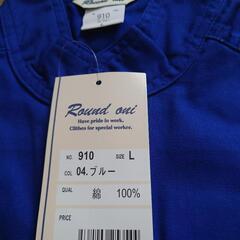 910
Round oni
Have pride in work.
Clithes for special worker.
NO. 910 SIZE L
COL 04.ブルー
QUAL 綿 100%
PRICE